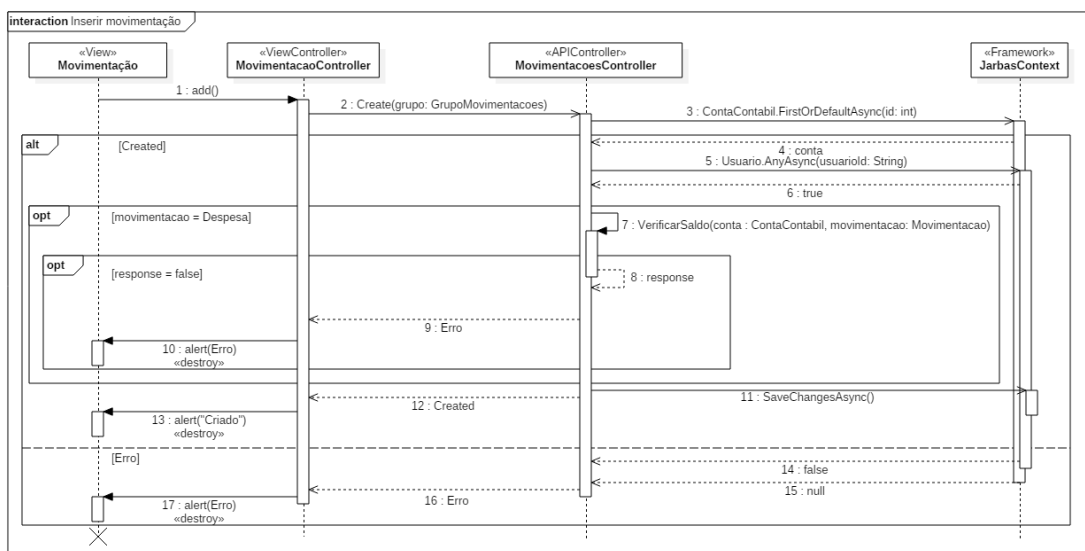 interaction Inserir movimentação
«View»
Movimentação
«ViewController»
MovimentacaoController
«APIController»
MovimentacoesController
«Framework»
JarbasContext
1 : add()
2 : Create(grupo: GrupoMovimentacoes)
3 : ContaContabil.FirstOrDefaultAsync(id: int)
alt
[Created]
4 : conta
5 : Usuario.AnyAsync(usuarioId: String)
6 : true
opt
[movimentacao = Despesa]
7 : VerificarSaldo(conta : ContaContabil, movimentacao: Movimentacao)
opt
[response = false]
8 : response
9 : Erro
10 : alert(Erro)
«destroy»
11 : SaveChangesAsync()
12 : Created
13 : alert("Criado")
«destroy»
[Erro]
14 : false
15 : null
16 : Erro
17 : alert(Erro)
«destroy»